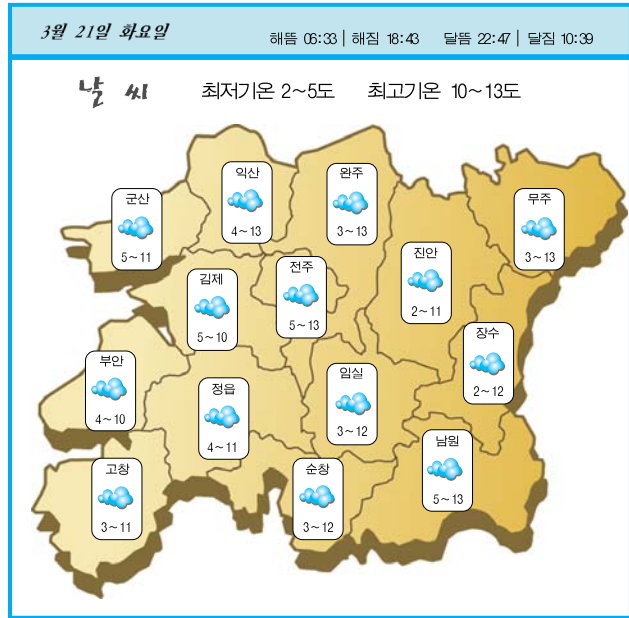 3월 21일 화요일
해뜸 06:33 | 해짐 18:43 달뜸 22:47 | 달짐 10:39
날 씨 최저기온 2~5도 최고기온 10~13도
익산
4~13
완주
3~13
군산
5~11
무주
3~13
진안
2~11
전주
5~13
김제
5~10
장수
2~12
부안
4~10
임실
3~12
정읍
4~11
남원
5~13
고창
3~11
순창
3~12